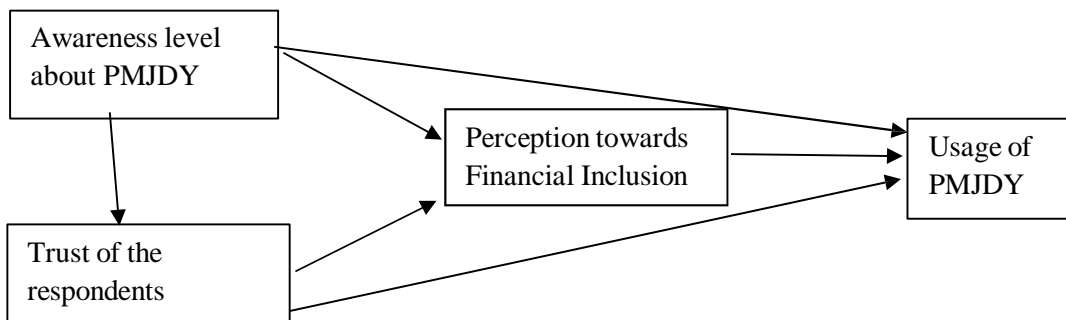 Awareness level
about PMJDY
Perception towards
Financial Inclusion
Usage of
PMJDY
Trust of the
respondents